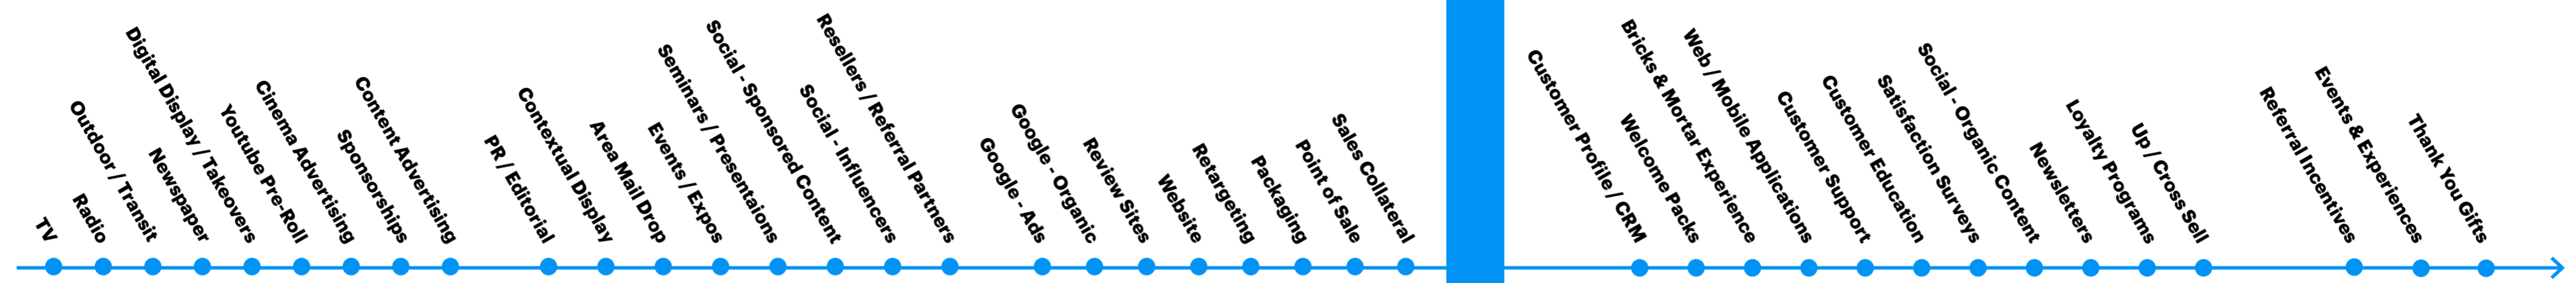 TV
Radio
Outdoor / Transit
Newspaper
Digital Display / Takeovers
Youtube Pre-Roll
Cinema Advertising
Sponsorships
Content Advertising
PR / Editorial
Contextual Display
Area Mail Drop
Events / Expos
Seminars / Presentaions
Social - Sponsored Content
Social - Influencers
Resellers / Referral Partners
Google - Ads
Google - Organic
Review Sites
Website
Retargeting
Packaging
Point of Sale
Sales Collateral
Customer Profile / CRM
Welcome Packs
Bricks & Mortar Experience
Web / Mobile Applications
Customer Support
Customer Education
Satisfaction Surveys
Social - Organic Content
Newsletters
Loyalty Programs
Up / Cross Sell
Referral Incentives
Events & Experiences
Thank You Gifts